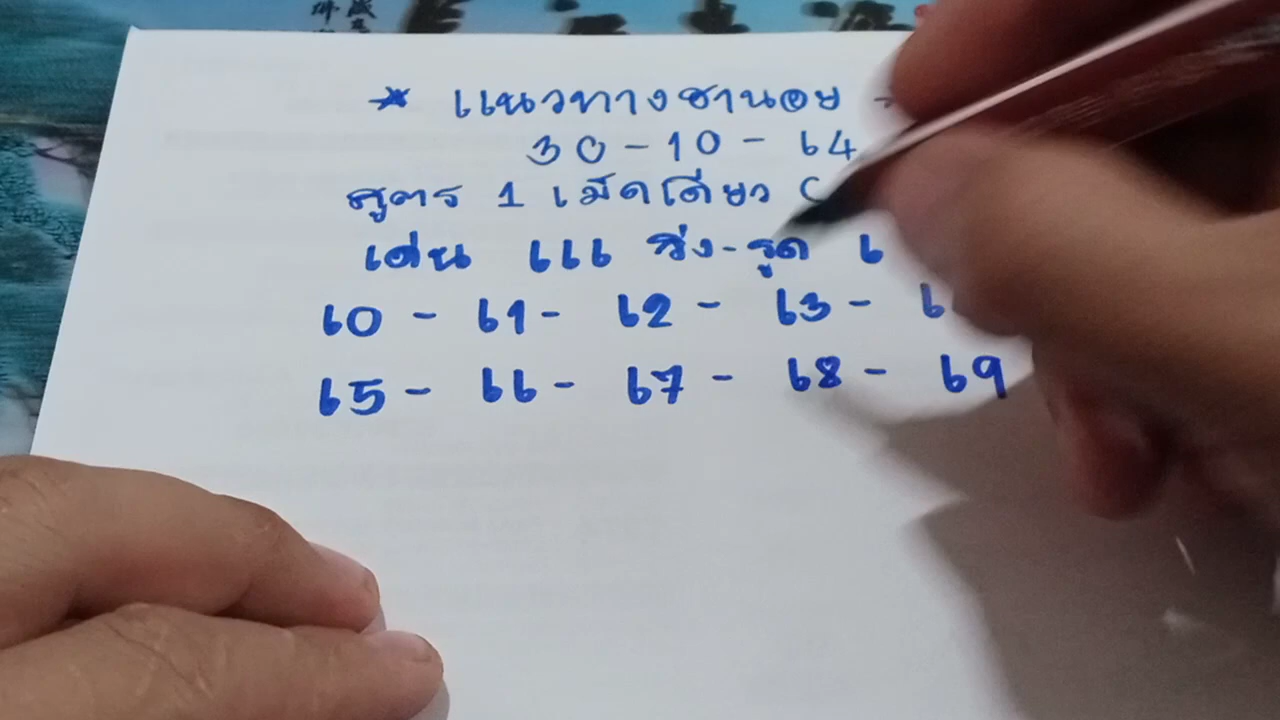 * แนวทางฮานอย
30-10-64
สูตร 1 เม็ดเดียว
เด่น 666 วิ่ง-รูด 6
60 - 61 - 62 - 63 - 6
65 - 66 - 67 - 68 - 69